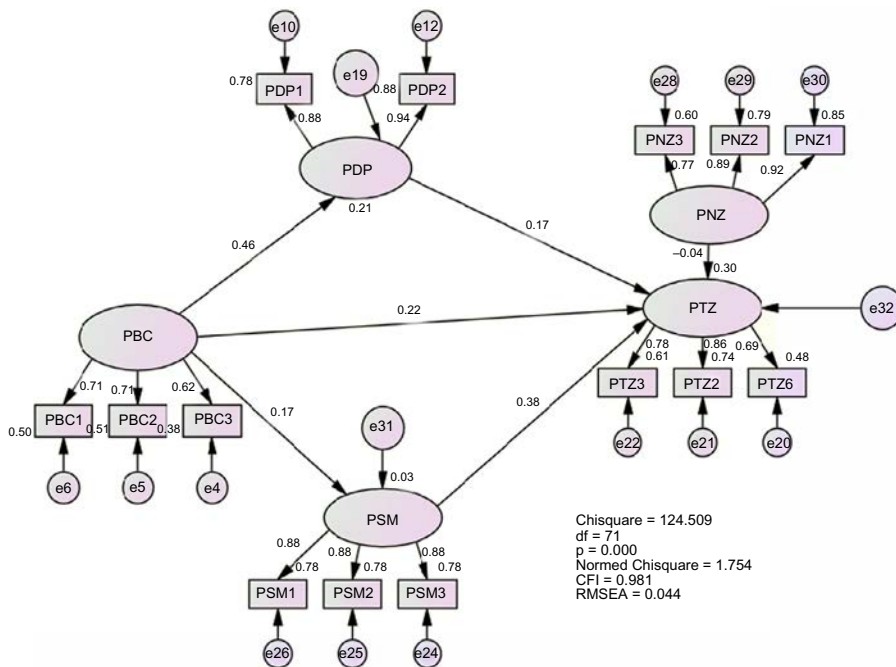 e10
e12
e19
0.78
PDP1
0.88
PDP2
0.88
0.94
PDP
0.21
e28
e29
e30
0.60
0.79
0.85
PNZ3
PNZ2
PNZ1
0.77
0.89
0.92
PNZ
–0.04
0.30
0.46
0.17
PBC
0.22
PTZ
e32
0.71
0.71
0.62
0.78
0.86
0.69
0.61
0.74
0.48
PBC1
PBC2
PBC3
0.50
0.51
0.38
PTZ3
PTZ2
PTZ6
0.17
0.38
e6
e5
e4
e22
e21
e20
e31
0.03
PSM
0.88
0.88
0.88
0.78
0.78
0.78
PSM1
PSM2
PSM3
e26
e25
e24
Chisquare = 124.509
df = 71
p = 0.000
Normed Chisquare = 1.754
CFI = 0.981
RMSEA = 0.044